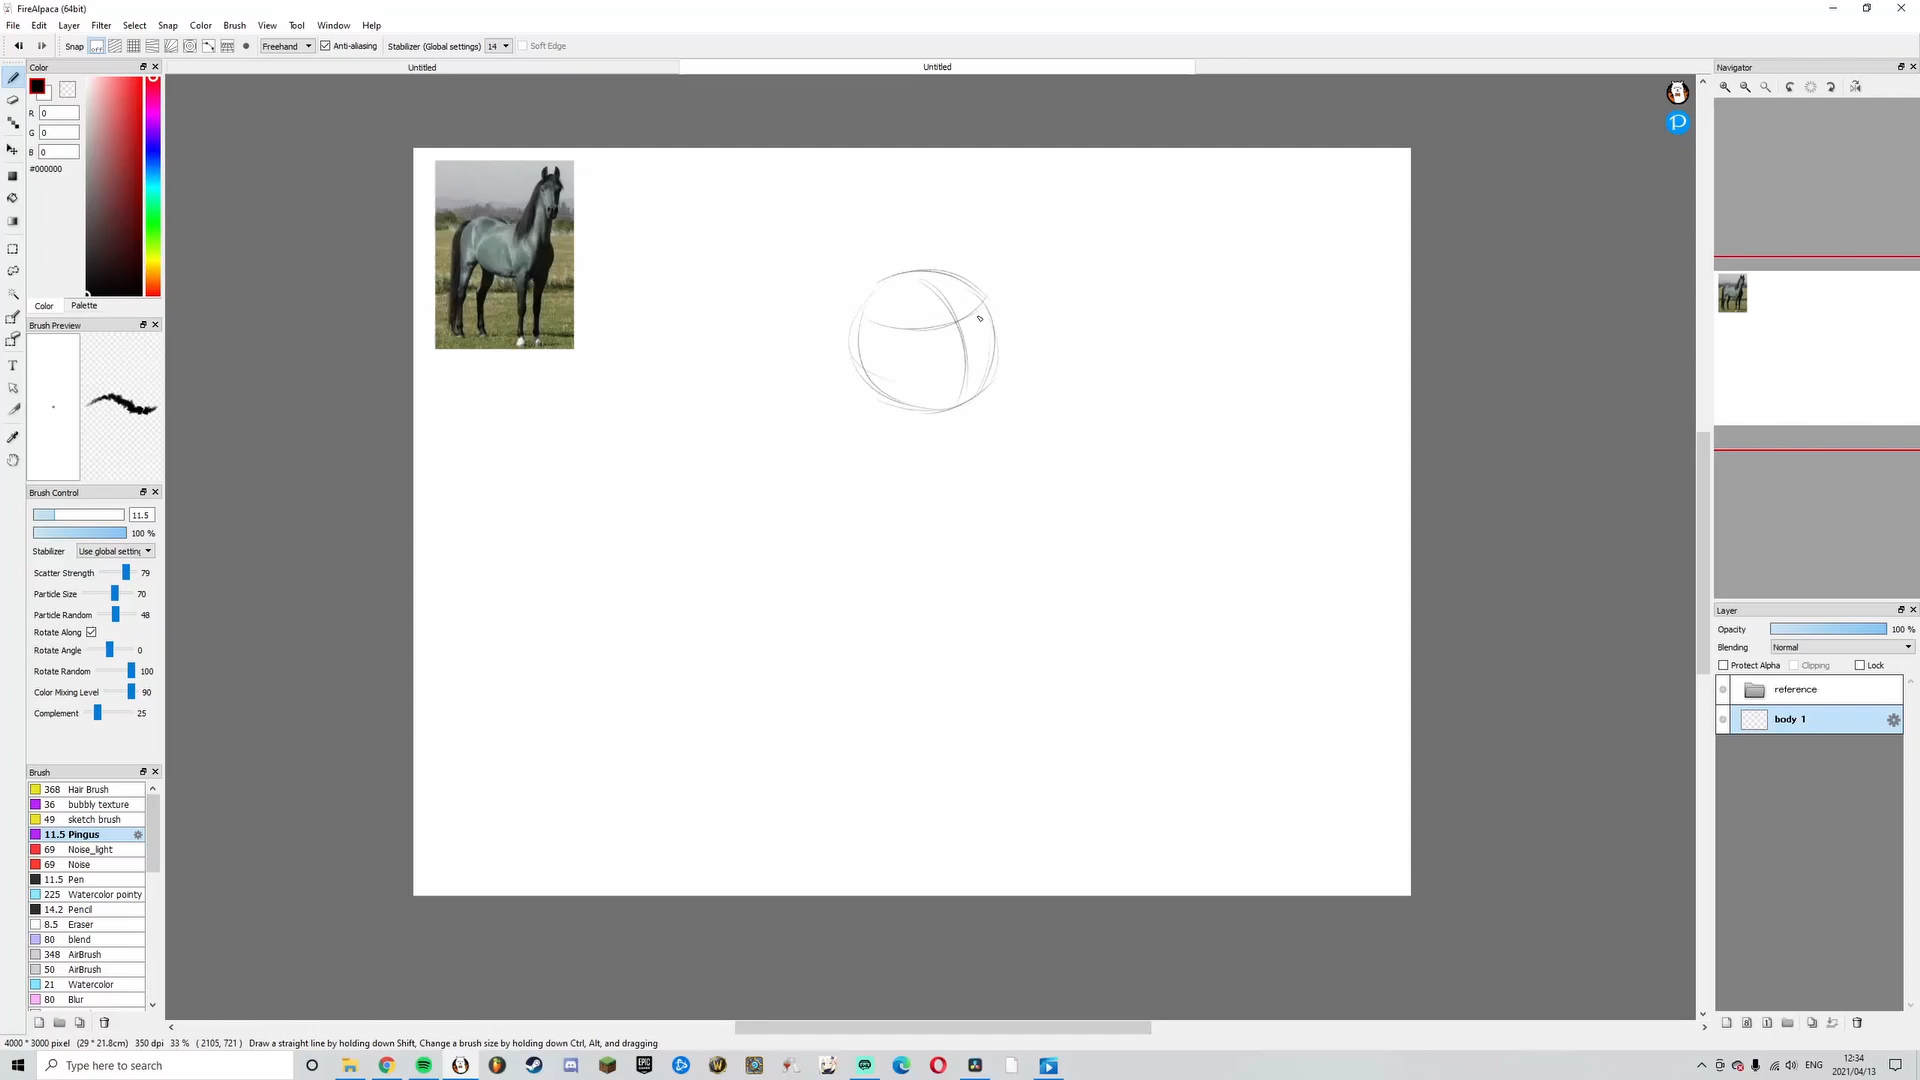 FireAlpaca (64bit)
File Edit Layer Filter Select Snap Color Brush View Tool Window Help
Snap OFF Freehand Anti-aliasing Stabilizer (Global settings) 14 Soft Edge
Color Untitled Untitled Navigator
R 0
G 0
B 0
#000000
Color Palette
Brush Preview
Brush Control
11.5
100 %
Stabilizer Use global setting
Scatter Strength 79
Particle Size 70
Particle Random 48
Rotate Along
Rotate Angle 0
Rotate Random 100
Color Mixing Level 90
Complement 25
Brush
368 Hair Brush
36 bubbly texture
49 sketch brush
11.5 Pingus
69 Noise_light
69 Noise
11.5 Pen
225 Watercolor pointy
14.2 Pencil
8.5 Eraser
80 blend
348 AirBrush
50 AirBrush
21 Watercolor
80 Blur
Layer
Opacity 100 %
Blending Normal
Protect Alpha Clipping Lock
reference
body 1
4000 * 3000 pixel (29 * 21.8cm) 350 dpi 33 % ( 2105, 721 ) Draw a straight line by holding down Shift, Change a brush size by holding down Ctrl, Alt, and dragging
Type here to search
ENG
12:34
2021/04/13